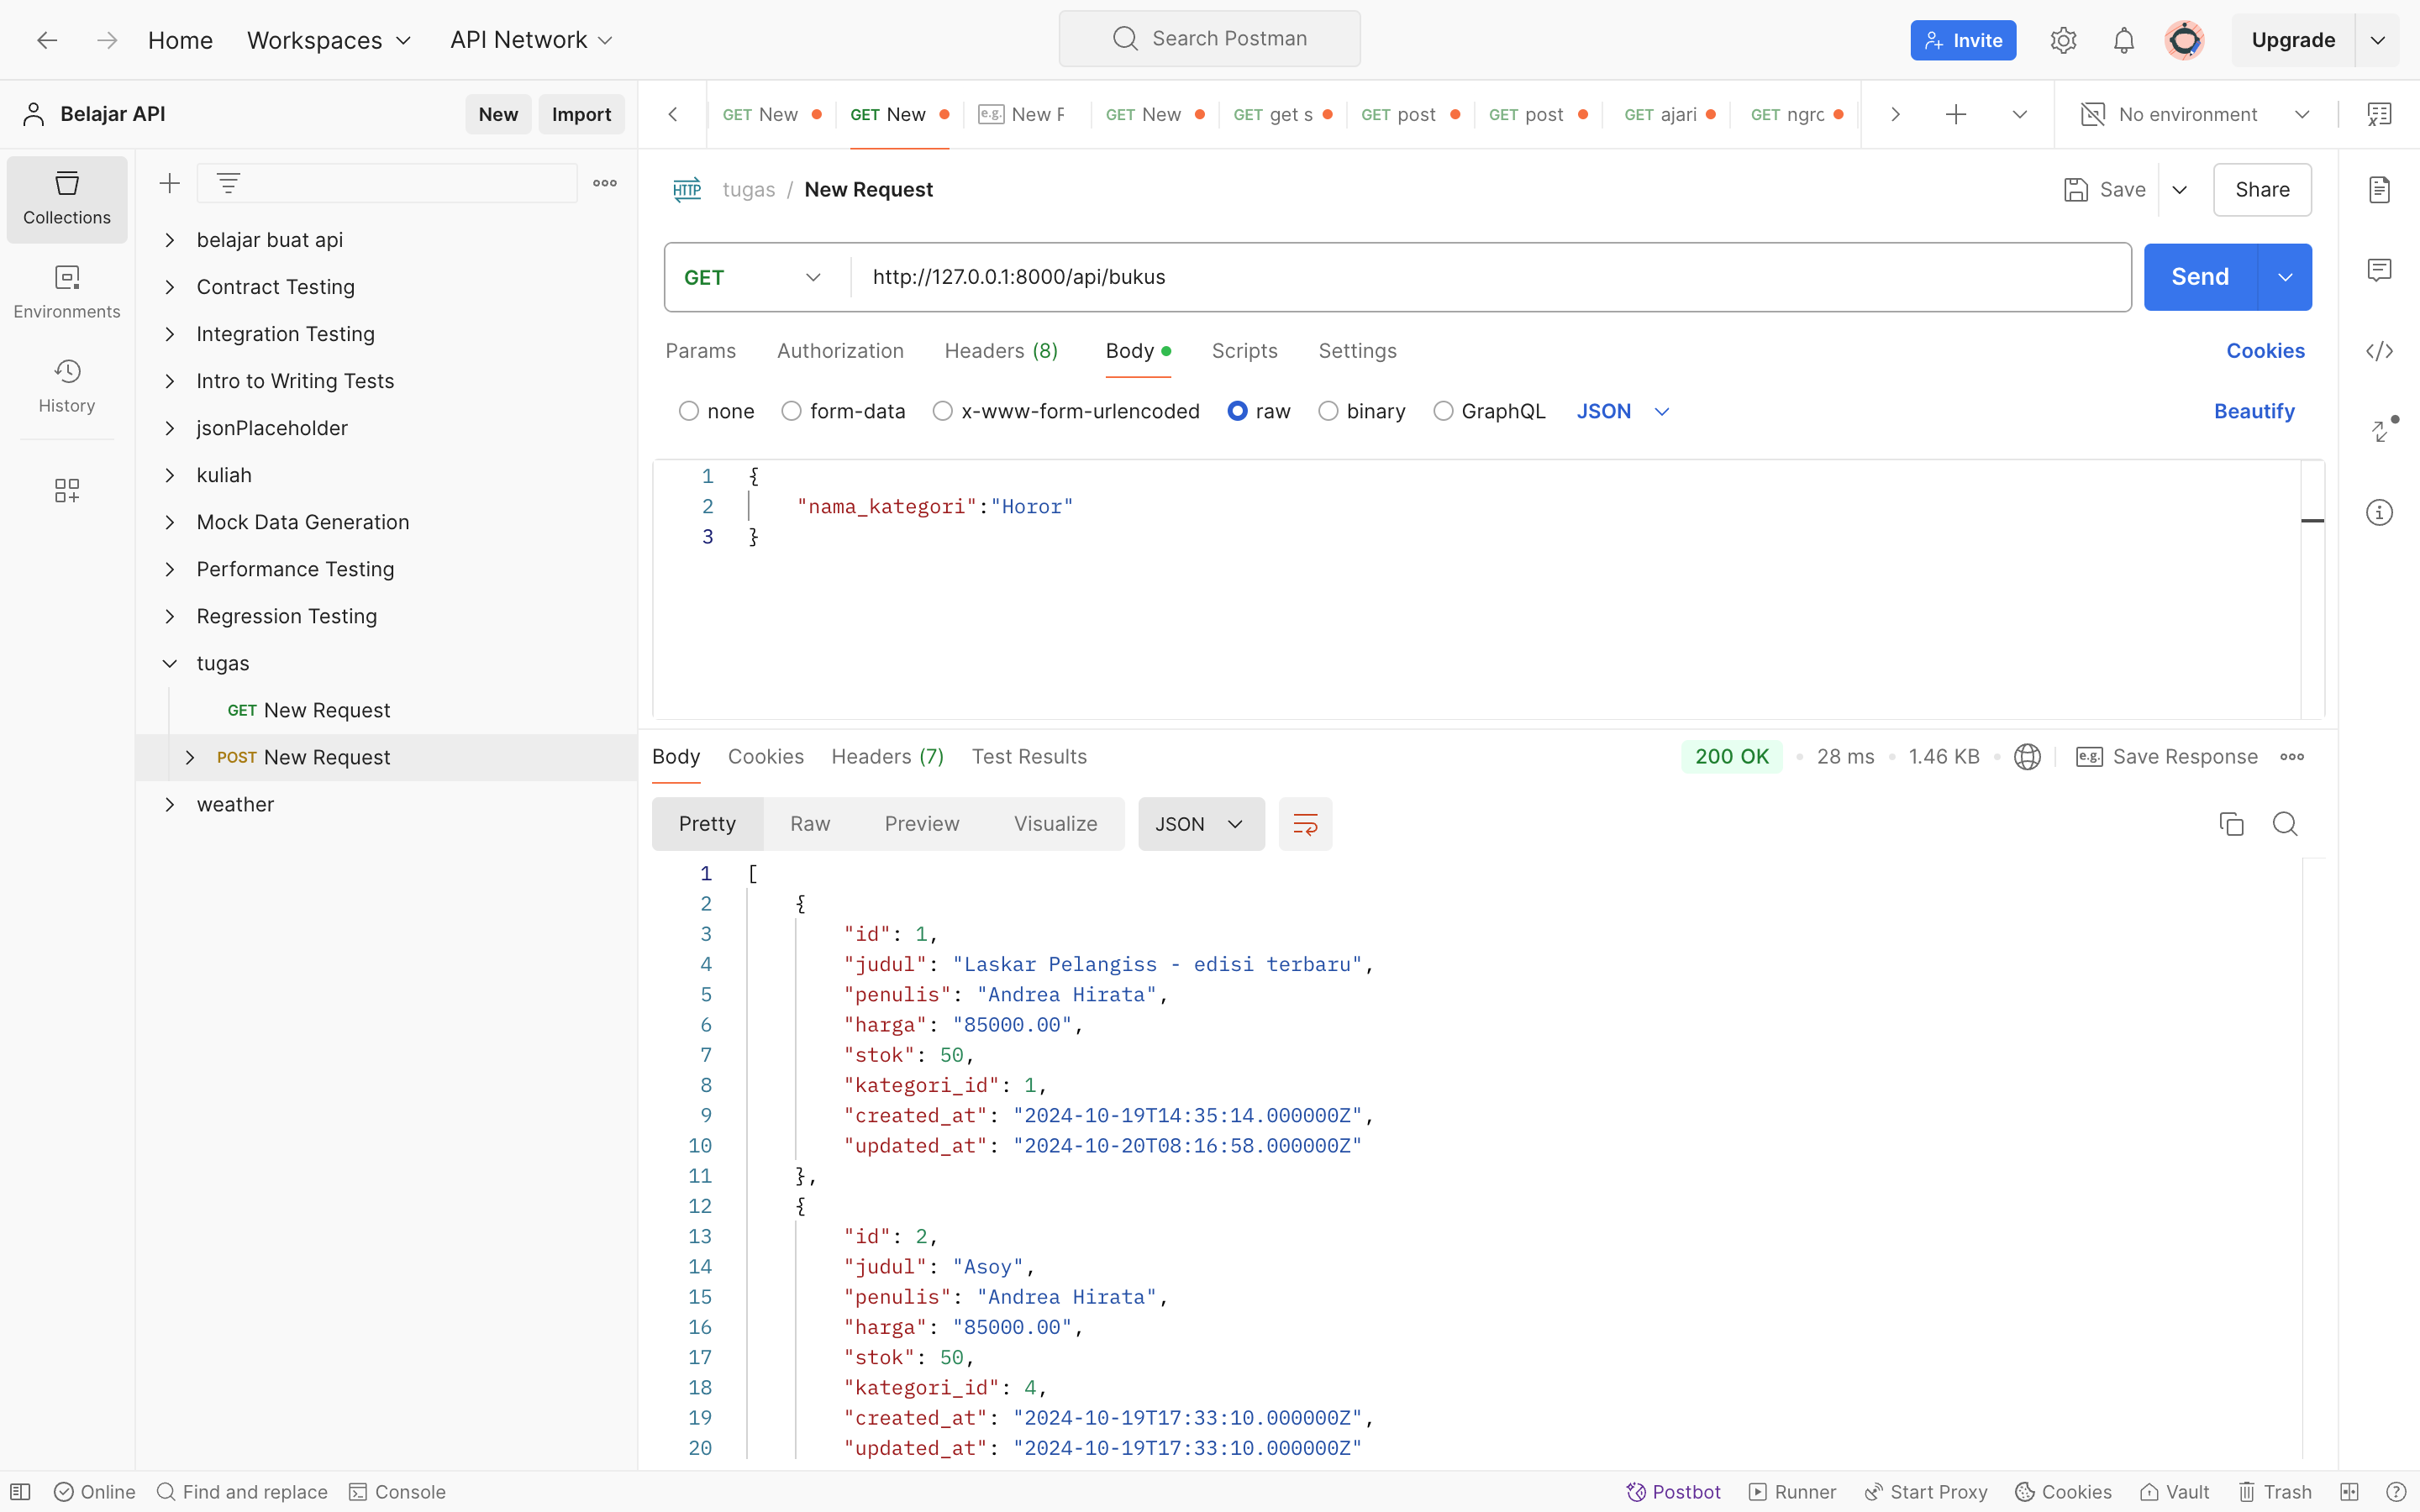 Home Workspaces API Network Search Postman Invite Upgrade
Belajar API New Import
GET New GET New e.g. New F GET New GET get s GET post GET post GET ajari GET ngrc No environment
Collections
Environments
History
belajar buat api
Contract Testing
Integration Testing
Intro to Writing Tests
jsonPlaceholder
kuliah
Mock Data Generation
Performance Testing
Regression Testing
tugas
GET New Request
POST New Request
weather
HTTP tugas / New Request Save Share
GET http://127.0.0.1:8000/api/bukus Send
Params Authorization Headers (8) Body Scripts Settings Cookies
none form-data x-www-form-urlencoded raw binary GraphQL JSON Beautify
1 {
2 "nama_kategori":"Horor"
3 }
Body Cookies Headers (7) Test Results 200 OK 28 ms 1.46 KB e.g. Save Response
Pretty Raw Preview Visualize JSON
1 [
2 {
3 "id": 1,
4 "judul": "Laskar Pelangiss - edisi terbaru",
5 "penulis": "Andrea Hirata",
6 "harga": "85000.00",
7 "stok": 50,
8 "kategori_id": 1,
9 "created_at": "2024-10-19T14:35:14.000000Z",
10 "updated_at": "2024-10-20T08:16:58.000000Z"
11 },
12 {
13 "id": 2,
14 "judul": "Asoy",
15 "penulis": "Andrea Hirata",
16 "harga": "85000.00",
17 "stok": 50,
18 "kategori_id": 4,
19 "created_at": "2024-10-19T17:33:10.000000Z",
20 "updated_at": "2024-10-19T17:33:10.000000Z"
Online Find and replace Console Postbot Runner Start Proxy Cookies Vault Trash